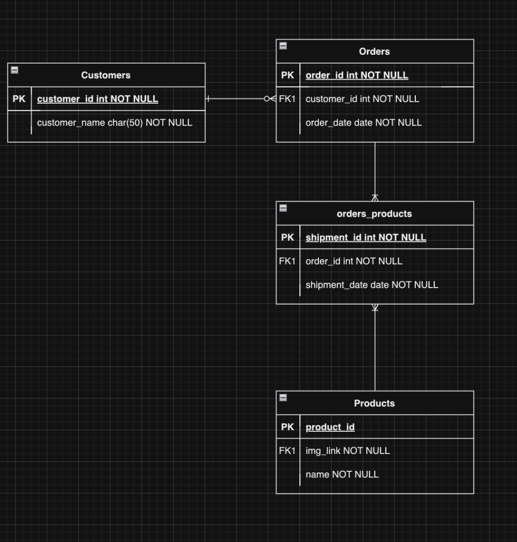 Customers
PK customer_id int NOT NULL
customer_name char(50) NOT NULL
Orders
PK order_id int NOT NULL
FK1 customer_id int NOT NULL
order_date date NOT NULL
orders_products
PK shipment_id int NOT NULL
FK1 order_id int NOT NULL
shipment_date date NOT NULL
Products
PK product_id
FK1 img_link NOT NULL
name NOT NULL